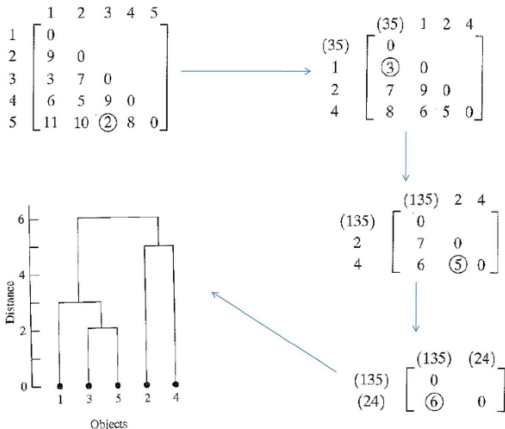 1 2 3 4 5
1 0
2 9 0
3 3 7 0
4 6 5 9 0
5 11 10 2 8 0
(35) 1 2 4
(35) 0
1 3 0
2 7 9 0
4 8 6 5 0
(135) 2 4
(135) 0
2 7 0
4 6 5 0
(135) (24)
(135) 0
(24) 6 0
6
4
2
0
Distance
1 3 5 2 4
Objects